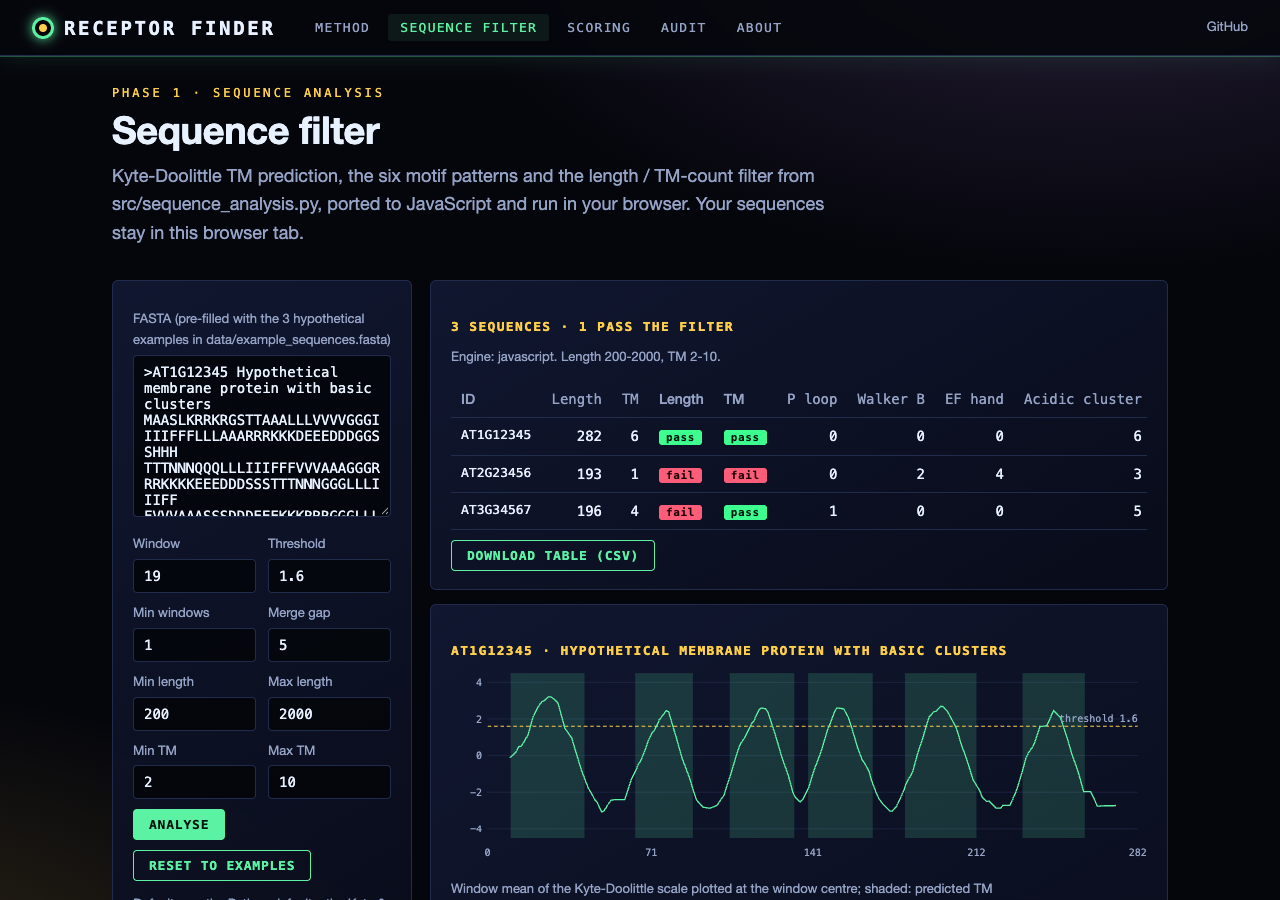 RECEPTOR FINDER
METHOD
SEQUENCE FILTER
SCORING
AUDIT
ABOUT
GitHub
PHASE 1 · SEQUENCE ANALYSIS
Sequence filter
Kyte-Doolittle TM prediction, the six motif patterns and the length / TM-count filter from
src/sequence_analysis.py, ported to JavaScript and run in your browser. Your sequences
stay in this browser tab.
FASTA (pre-filled with the 3 hypothetical
examples in data/example_sequences.fasta)
>AT1G12345 Hypothetical
membrane protein with basic
clusters
MAASLKRRKRGSTTAAALLLVVVVGGGI
IIIFFFLLLAAARRRKKKDEEEDDDGGS
SHHH
TTTNNNQQQLLLIIIFFFVVVAAAGGGR
RRKKKKEEEDDDSSSTTTNNNGGGLLLI
IIFF
Window
Threshold
19
1.6
Min windows
Merge gap
1
5
Min length
Max length
200
2000
Min TM
Max TM
2
10
ANALYSE
RESET TO EXAMPLES
3 SEQUENCES · 1 PASS THE FILTER
Engine: javascript. Length 200-2000, TM 2-10.
ID Length TM Length TM P loop Walker B EF hand Acidic cluster
AT1G12345 282 6 pass pass 0 0 0 6
AT2G23456 193 1 fail fail 0 2 4 3
AT3G34567 196 4 fail pass 1 0 0 5
DOWNLOAD TABLE (CSV)
AT1G12345 · HYPOTHETICAL MEMBRANE PROTEIN WITH BASIC CLUSTERS
4
2
threshold 1.6
0
−2
−4
0 71 141 212 282
Window mean of the Kyte-Doolittle scale plotted at the window centre; shaded: predicted TM